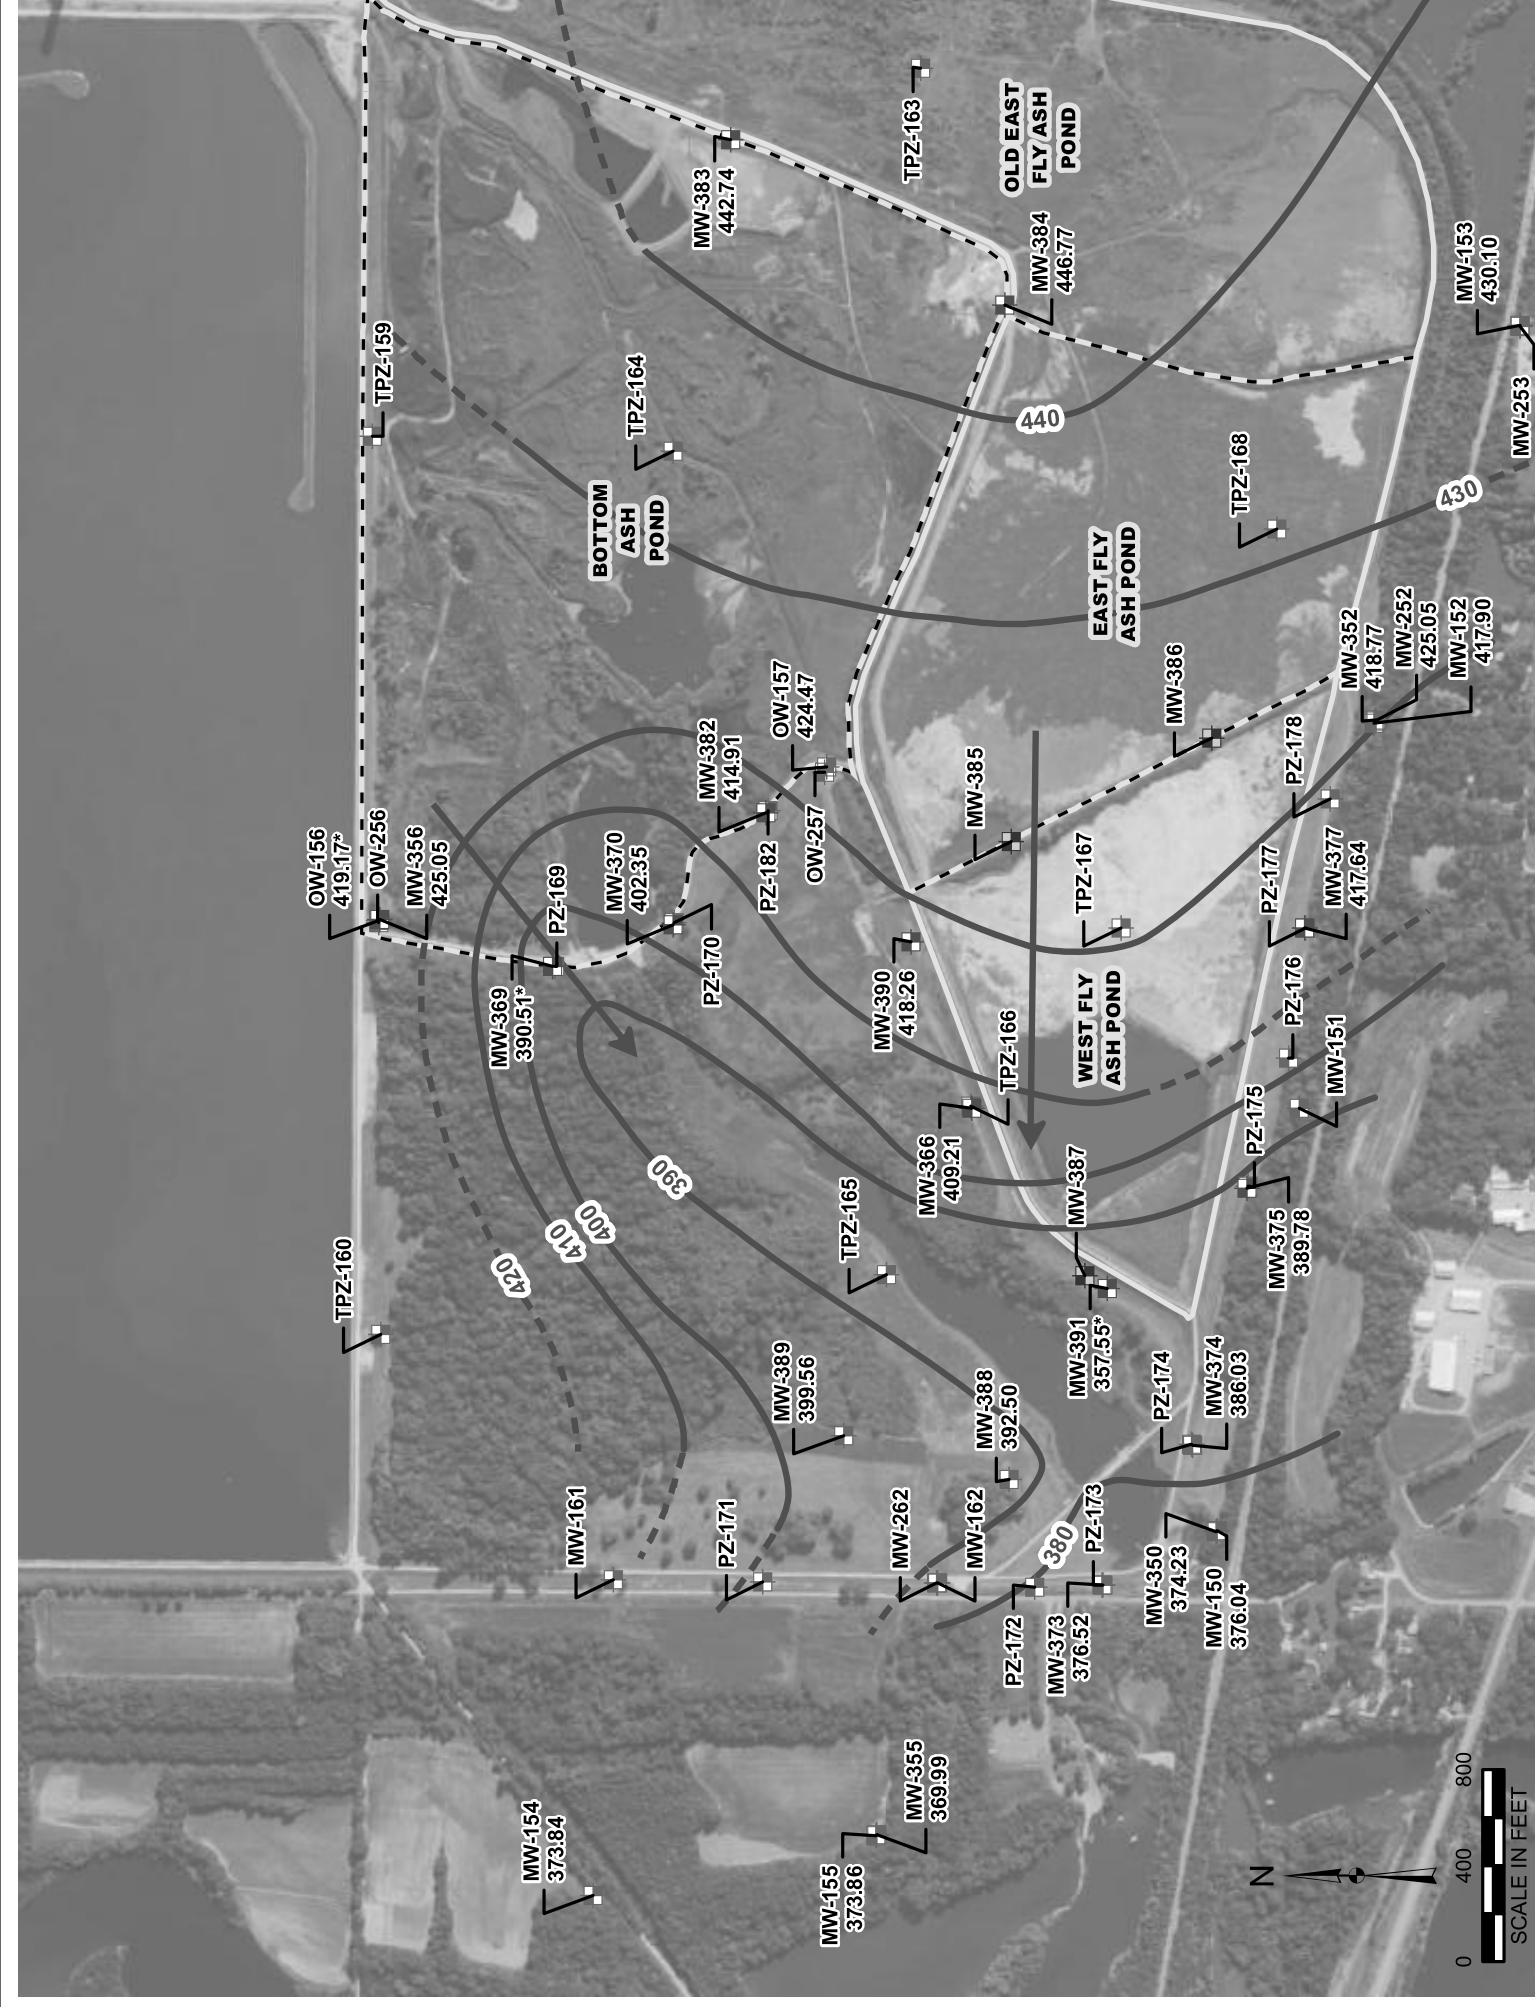 TPZ-163
OLD EAST
FLY ASH
POND
MW-383
442.74
MW-384
446.77
MW-153
430.10
MW-253
TPZ-159
TPZ-164
440
TPZ-168
430
BOTTOM
ASH
POND
EAST FLY
ASH POND
MW-352
418.77
MW-252
425.05
MW-152
417.90
MW-386
OW-157
424.47
MW-382
414.91
PZ-178
MW-385
OW-156
419.17*
OW-256
MW-356
425.05
PZ-169
MW-370
402.35
PZ-182
OW-257
TPZ-167
PZ-177
MW-377
417.64
PZ-170
MW-369
390.51*
MW-390
418.26
WEST FLY
ASH POND
PZ-176
TPZ-166
MW-151
PZ-175
MW-366
409.21
390
MW-387
TPZ-165
400
410
420
TPZ-160
MW-375
389.78
MW-391
357.55*
MW-389
399.56
MW-388
392.50
PZ-174
MW-374
386.03
MW-161
PZ-171
MW-262
MW-162
380
PZ-173
MW-350
374.23
MW-150
376.04
PZ-172
MW-373
376.52
MW-154
373.84
MW-355
369.99
MW-155
373.86
N
0 400 800
SCALE IN FEET